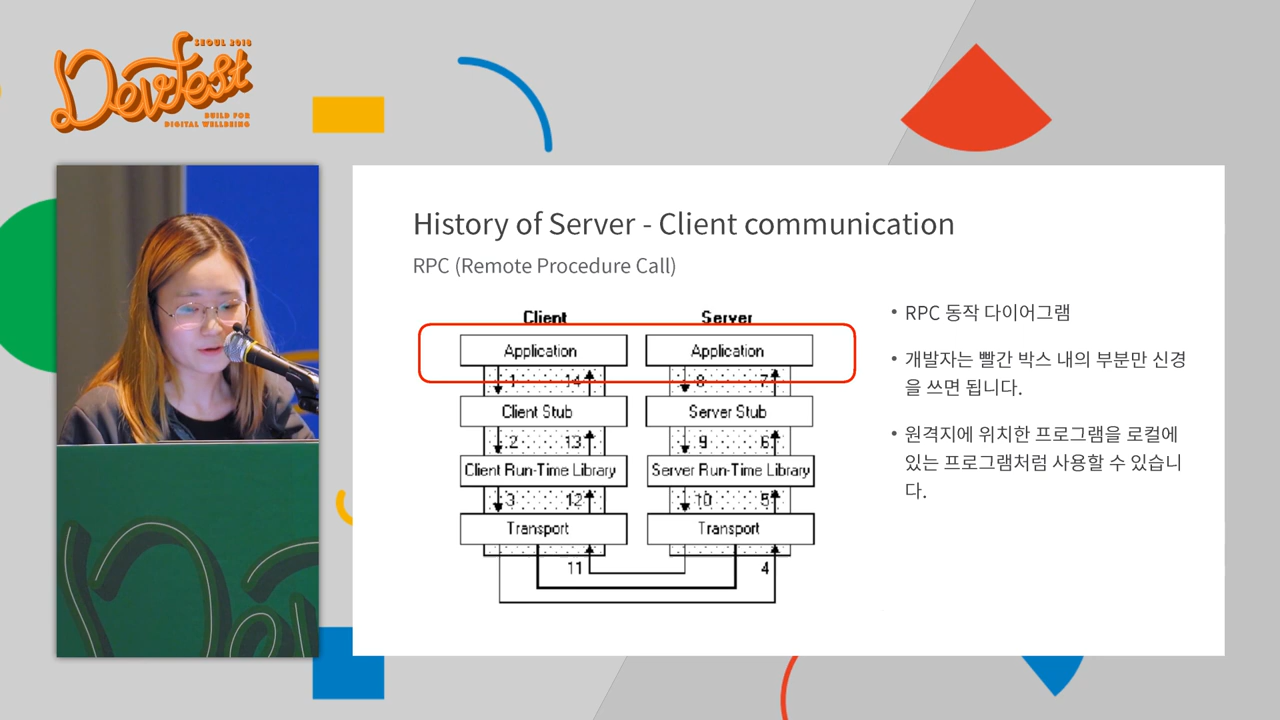 SEOUL 2018
DevFest
BUILD FOR
DIGITAL WELLBEING
History of Server - Client communication
RPC (Remote Procedure Call)
Client Server
Application Application
1 14 8 7
Client Stub Server Stub
2 13 9 6
Client Run-Time Library Server Run-Time Library
3 12 10 5
Transport Transport
11 4
• RPC 동작 다이어그램
• 개발자는 빨간 박스 내의 부분만 신경
을 쓰면 됩니다.
• 원격지에 위치한 프로그램을 로컬에
있는 프로그램처럼 사용할 수 있습니
다.